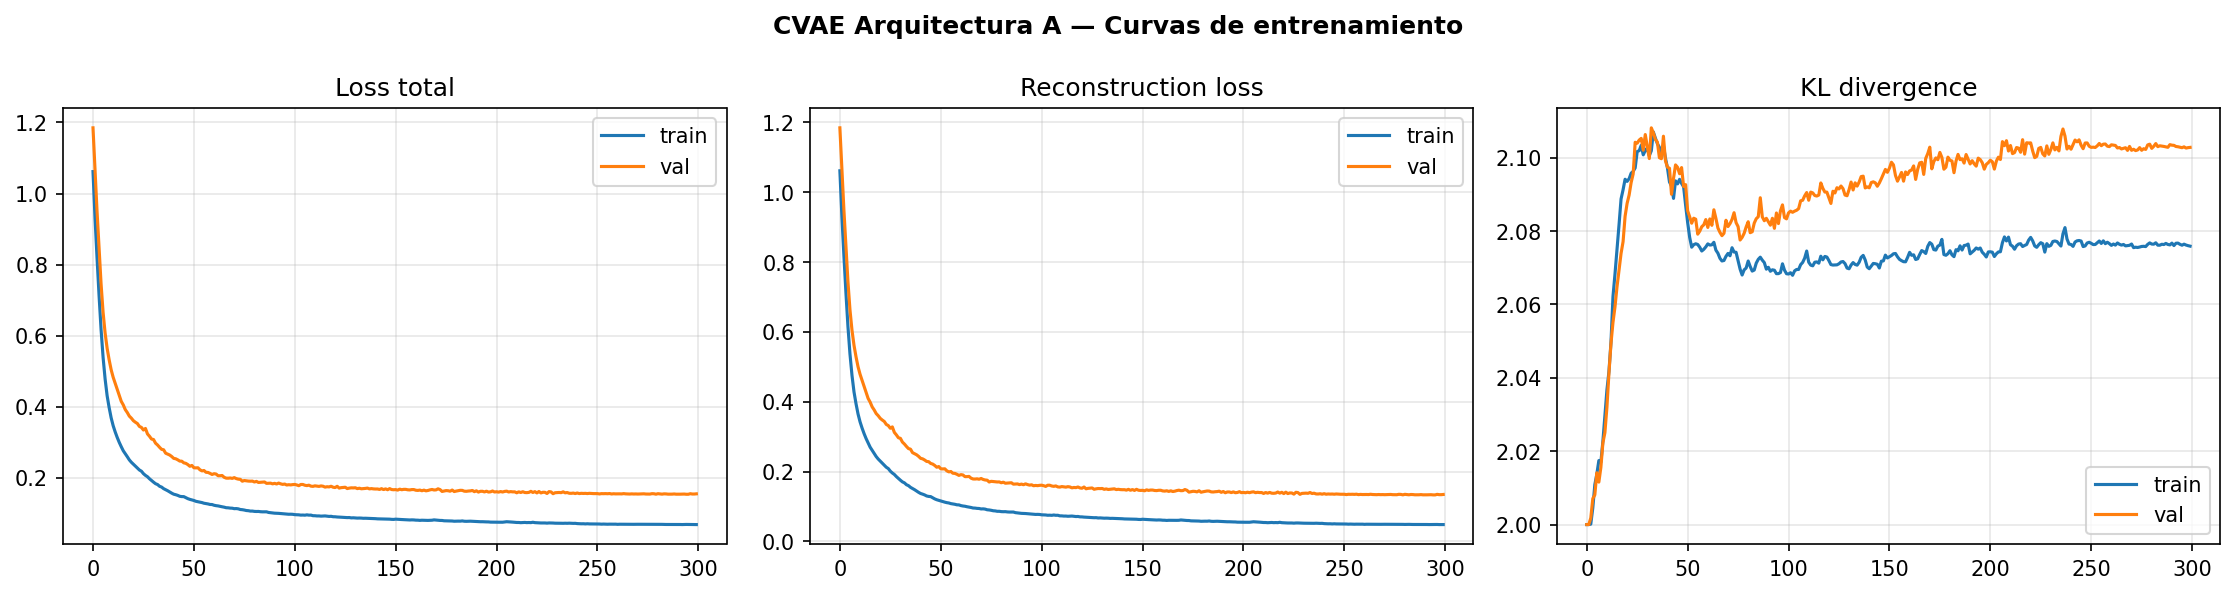 CVAE Arquitectura A — Curvas de entrenamiento
Loss total
1.2
1.0
0.8
0.6
0.4
0.2
0 50 100 150 200 250 300
train
val
Reconstruction loss
1.2
1.0
0.8
0.6
0.4
0.2
0.0
0 50 100 150 200 250 300
train
val
KL divergence
2.10
2.08
2.06
2.04
2.02
2.00
0 50 100 150 200 250 300
train
val